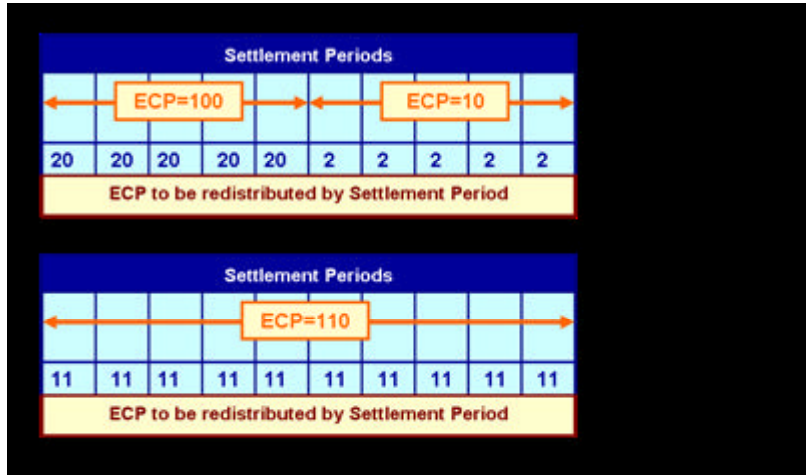 Settlement Periods
ECP=100 ECP=10
20 20 20 20 20 2 2 2 2 2
ECP to be redistributed by Settlement Period
Settlement Periods
ECP=110
11 11 11 11 11 11 11 11 11 11
ECP to be redistributed by Settlement Period